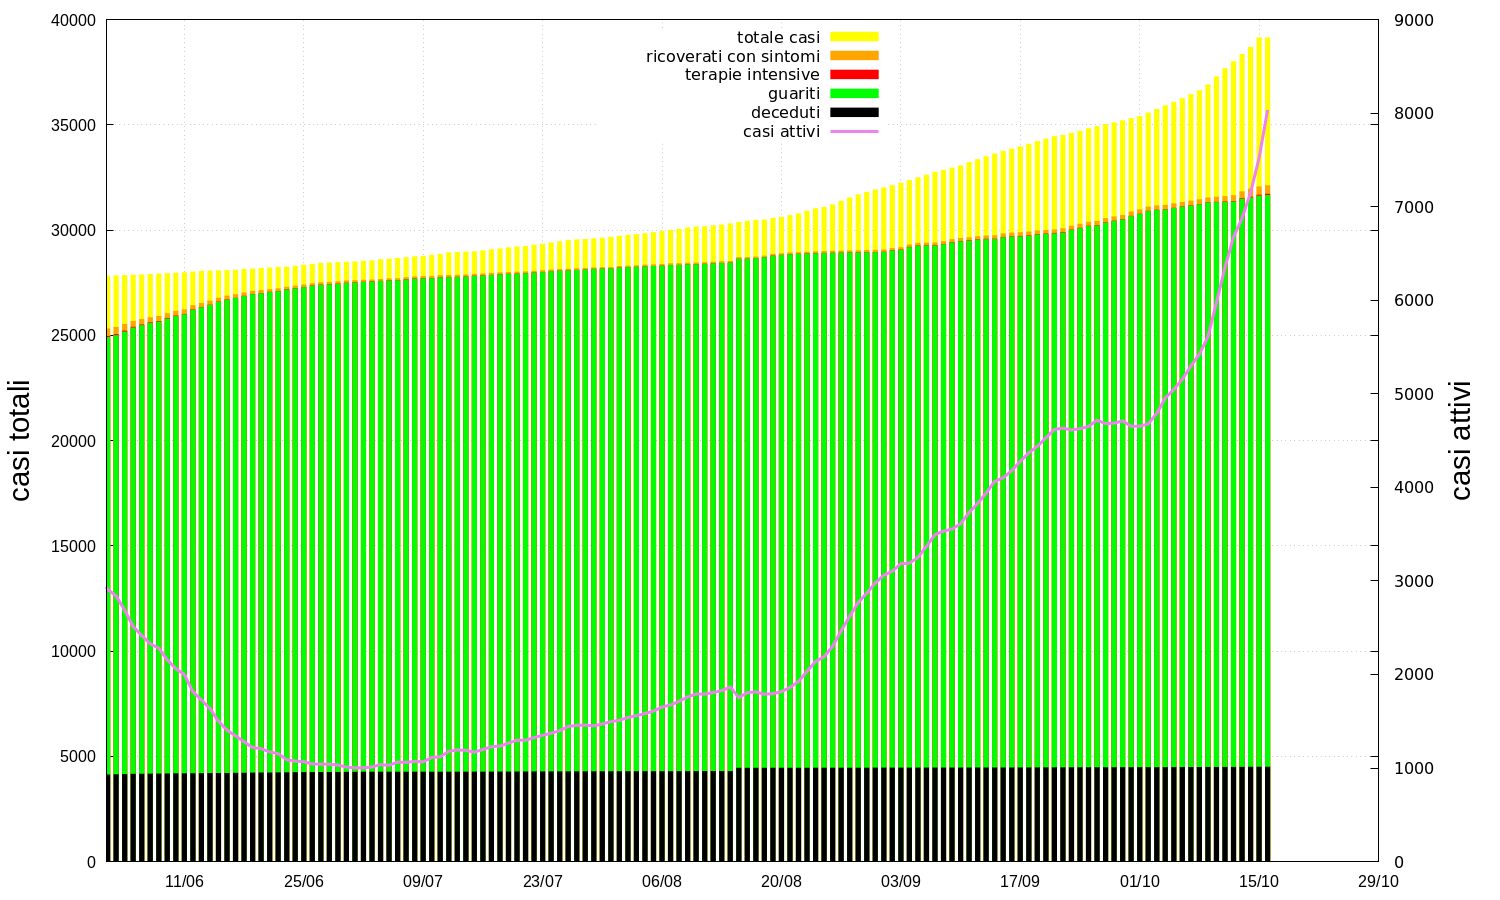 totale casi
ricoverati con sintomi
terapie intensive
guariti
deceduti
casi attivi
casi totali
40000
35000
30000
25000
20000
15000
10000
5000
0
casi attivi
9000
8000
7000
6000
5000
4000
3000
2000
1000
0
11/06 25/06 09/07 23/07 06/08 20/08 03/09 17/09 01/10 15/10 29/10